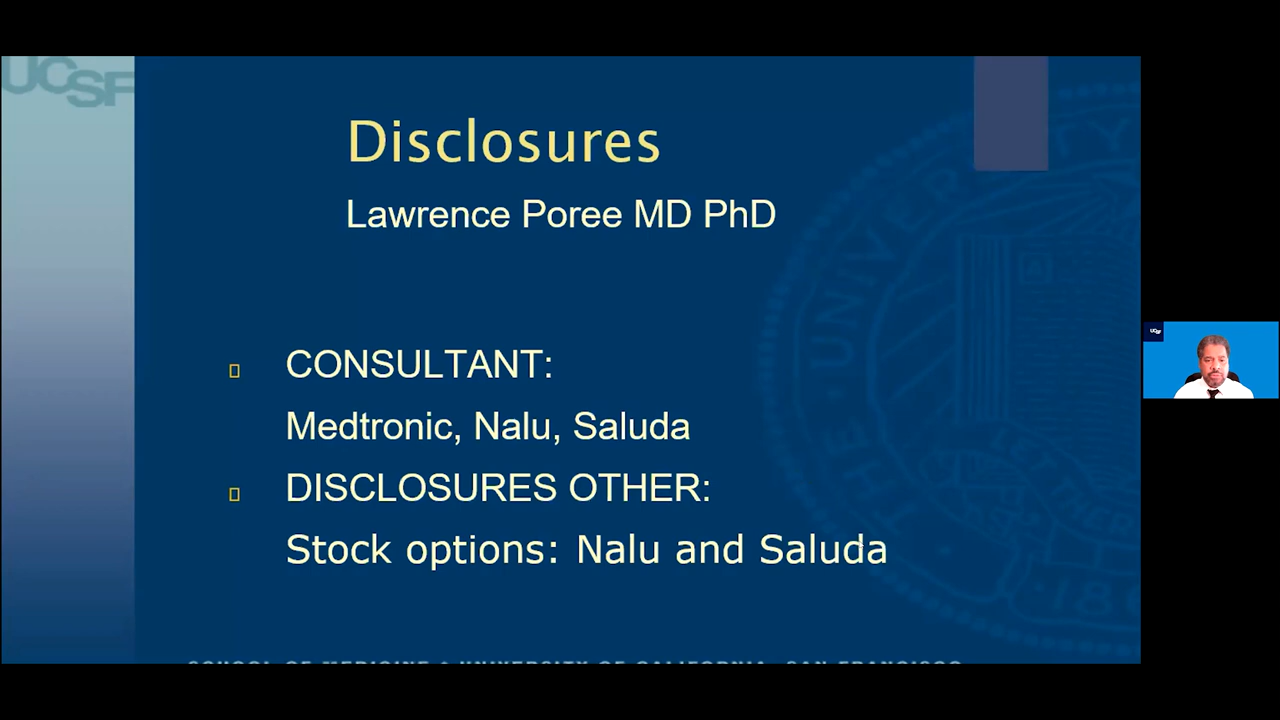 UCSF
Disclosures
Lawrence Poree MD PhD
CONSULTANT:
Medtronic, Nalu, Saluda
DISCLOSURES OTHER:
Stock options: Nalu and Saluda
SCHOOL OF MEDICINE • UNIVERSITY OF CALIFORNIA, SAN FRANCISCO
UCSF